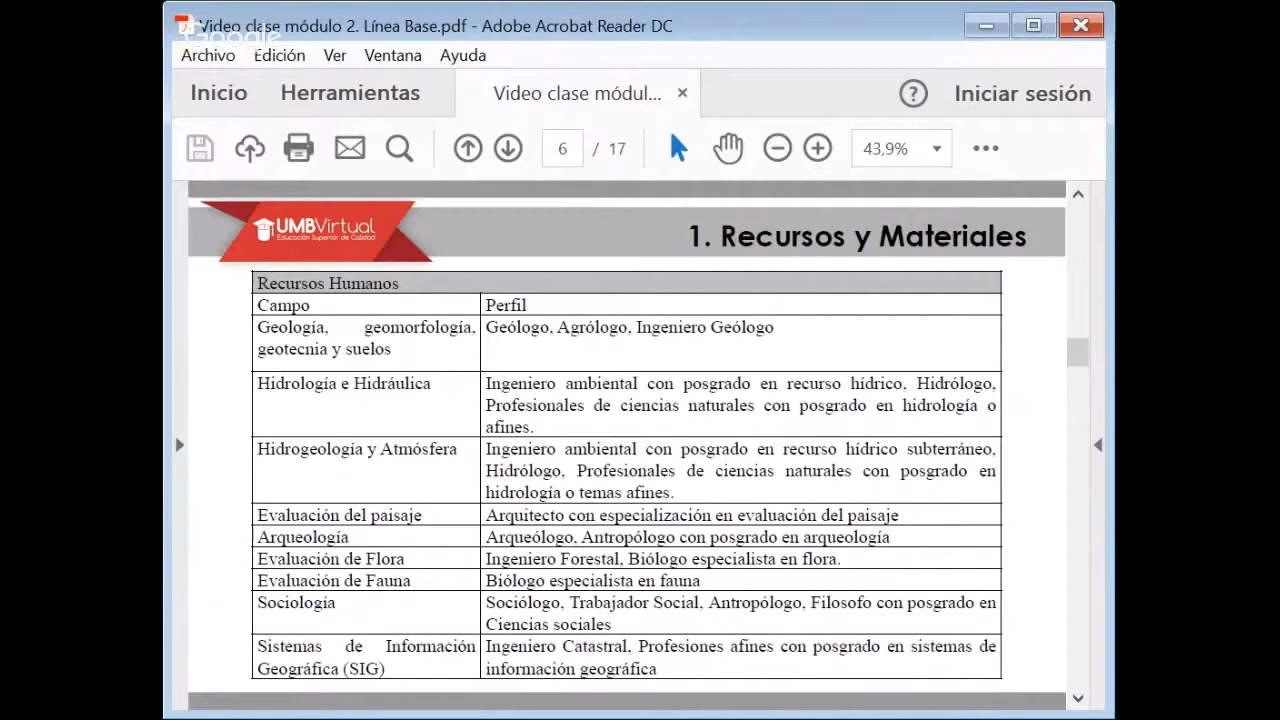 Video clase módulo 2. Línea Base.pdf - Adobe Acrobat Reader DC
Google
Archivo Edición Ver Ventana Ayuda
Inicio Herramientas Video clase módul... × ? Iniciar sesión
6 / 17 43,9%
UMBVirtual
Educación Superior de Calidad
1. Recursos y Materiales
Recursos Humanos
Campo Perfil
Geología, geomorfología, Geólogo, Agrólogo, Ingeniero Geólogo
geotecnia y suelos
Hidrología e Hidráulica Ingeniero ambiental con posgrado en recurso hídrico, Hidrólogo,
Profesionales de ciencias naturales con posgrado en hidrología o
afines.
Hidrogeología y Atmósfera Ingeniero ambiental con posgrado en recurso hídrico subterráneo,
Hidrólogo, Profesionales de ciencias naturales con posgrado en
hidrología o temas afines.
Evaluación del paisaje Arquitecto con especialización en evaluación del paisaje
Arqueología Arqueólogo, Antropólogo con posgrado en arqueología
Evaluación de Flora Ingeniero Forestal, Biólogo especialista en flora.
Evaluación de Fauna Biólogo especialista en fauna
Sociología Sociólogo, Trabajador Social, Antropólogo, Filosofo con posgrado en
Ciencias sociales
Sistemas de Información Ingeniero Catastral, Profesiones afines con posgrado en sistemas de
Geográfica (SIG) información geográfica